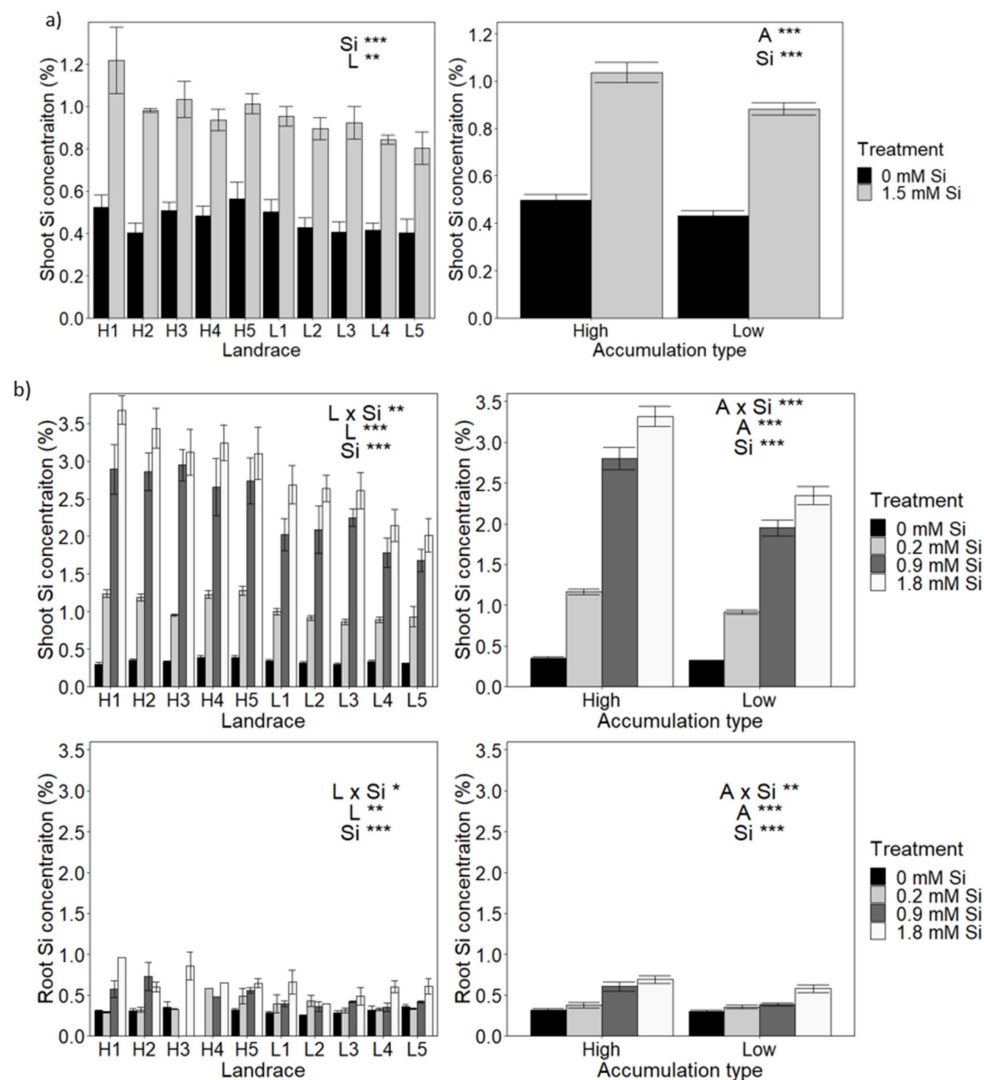 a)
Shoot Si concentraiton (%)
1.2
1.0
0.8
0.6
0.4
0.2
0.0
Si ***
L **
H1 H2 H3 H4 H5 L1 L2 L3 L4 L5
Landrace
Shoot Si concentraiton (%)
1.2
1.0
0.8
0.6
0.4
0.2
0.0
A ***
Si ***
High Low
Accumulation type
Treatment
0 mM Si
1.5 mM Si
b)
Shoot Si concentraiton (%)
3.5
3.0
2.5
2.0
1.5
1.0
0.5
0.0
L x Si **
L ***
Si ***
H1 H2 H3 H4 H5 L1 L2 L3 L4 L5
Landrace
Shoot Si concentraiton (%)
3.5
3.0
2.5
2.0
1.5
1.0
0.5
0.0
A x Si ***
A ***
Si ***
High Low
Accumulation type
Treatment
0 mM Si
0.2 mM Si
0.9 mM Si
1.8 mM Si
Root Si concentraiton (%)
3.5
3.0
2.5
2.0
1.5
1.0
0.5
0.0
L x Si *
L **
Si ***
H1 H2 H3 H4 H5 L1 L2 L3 L4 L5
Landrace
Root Si concentraiton (%)
3.5
3.0
2.5
2.0
1.5
1.0
0.5
0.0
A x Si **
A ***
Si ***
High Low
Accumulation type
Treatment
0 mM Si
0.2 mM Si
0.9 mM Si
1.8 mM Si